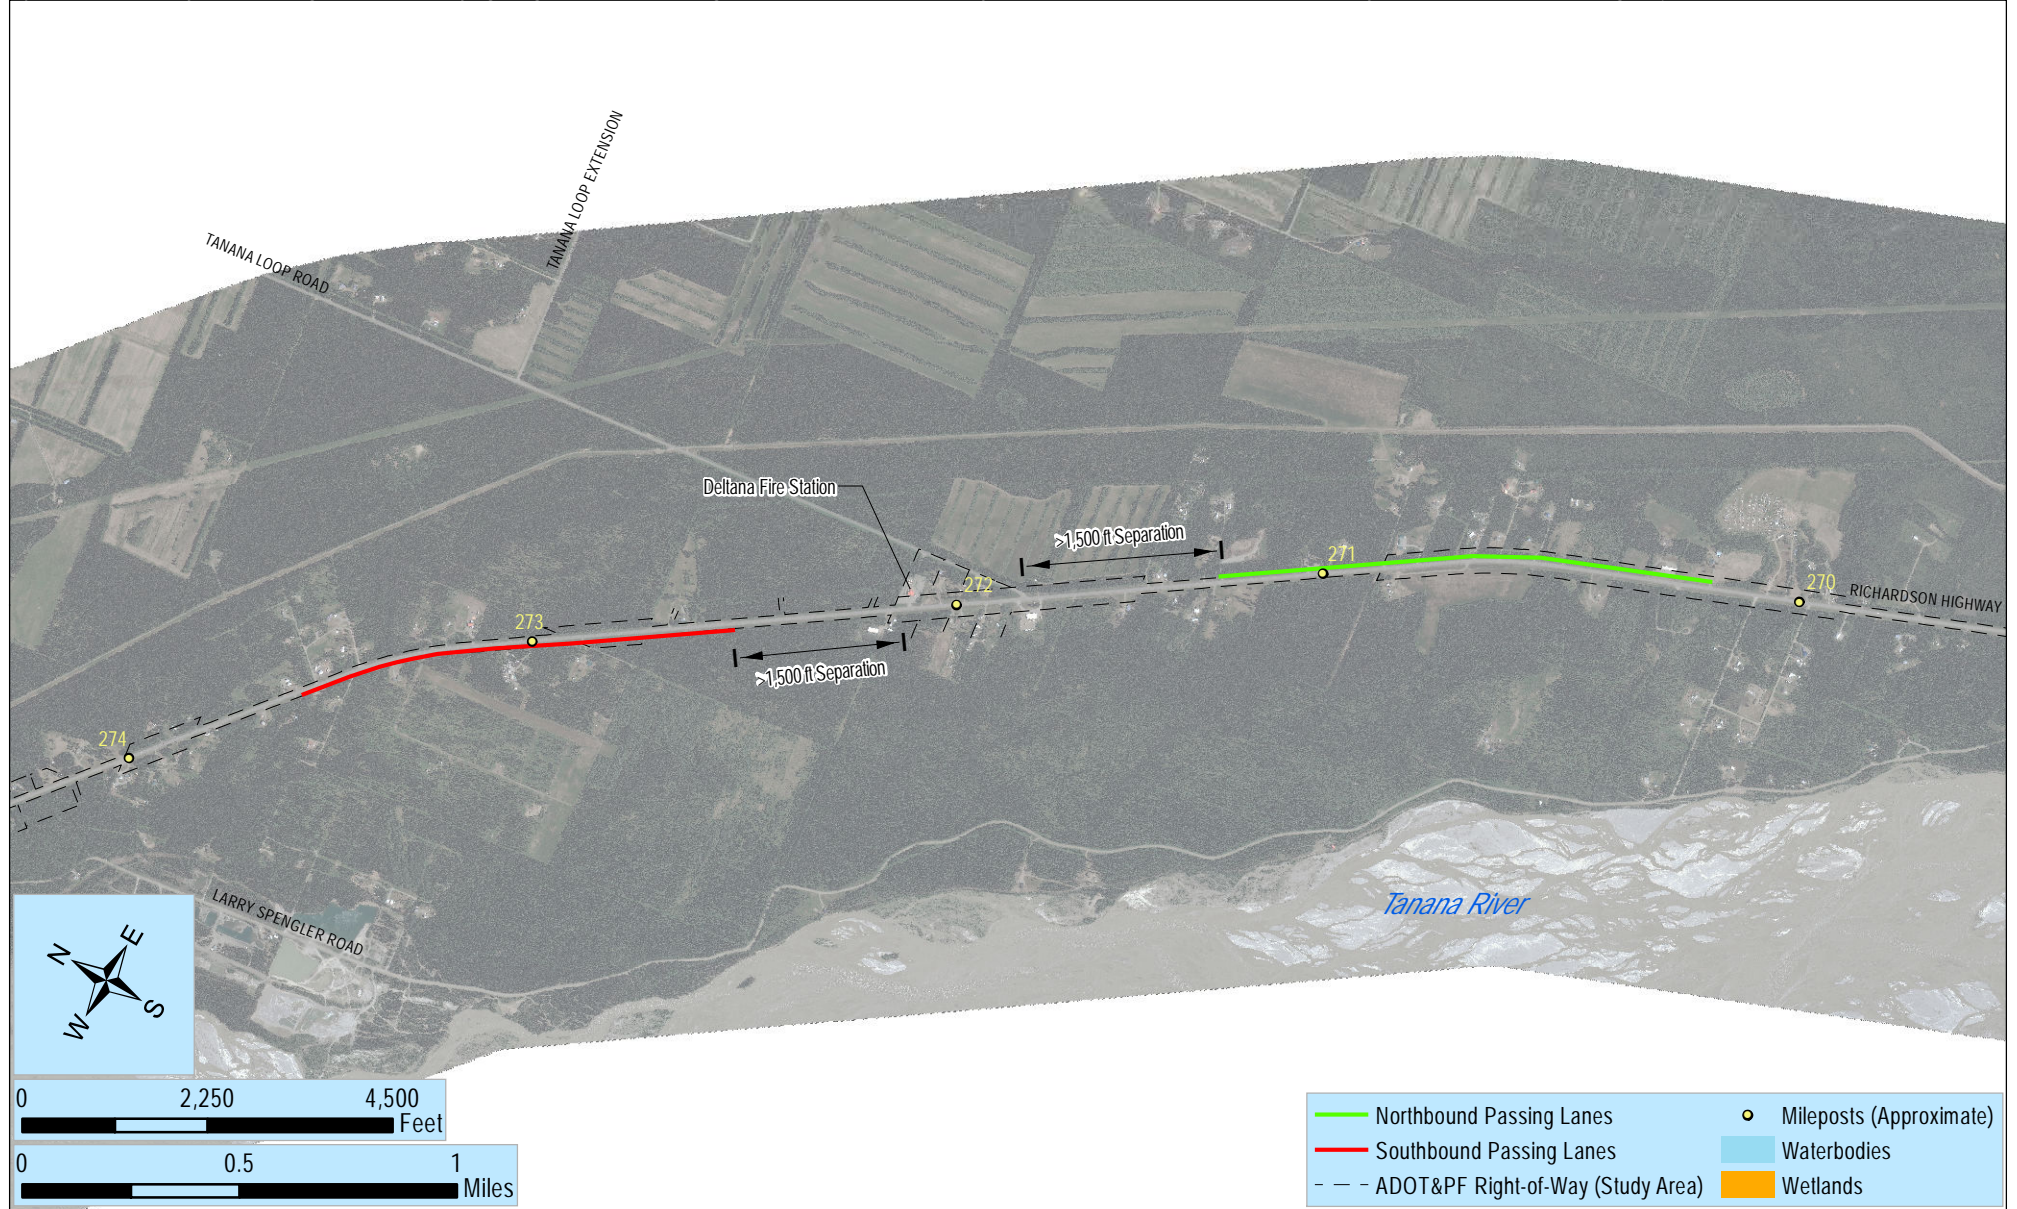 TANANA LOOP EXTENSION
TANANA LOOP ROAD
Deltana Fire Station
>1,500 ft Separation
271
272
270
RICHARDSON HIGHWAY
273
>1,500 ft Separation
274
LARRY SPENGLER ROAD
Tanana River
N
E
S
W
0 2,250 4,500
Feet
0 0.5 1
Miles
Northbound Passing Lanes
Southbound Passing Lanes
ADOT&PF Right-of-Way (Study Area)
Mileposts (Approximate)
Waterbodies
Wetlands